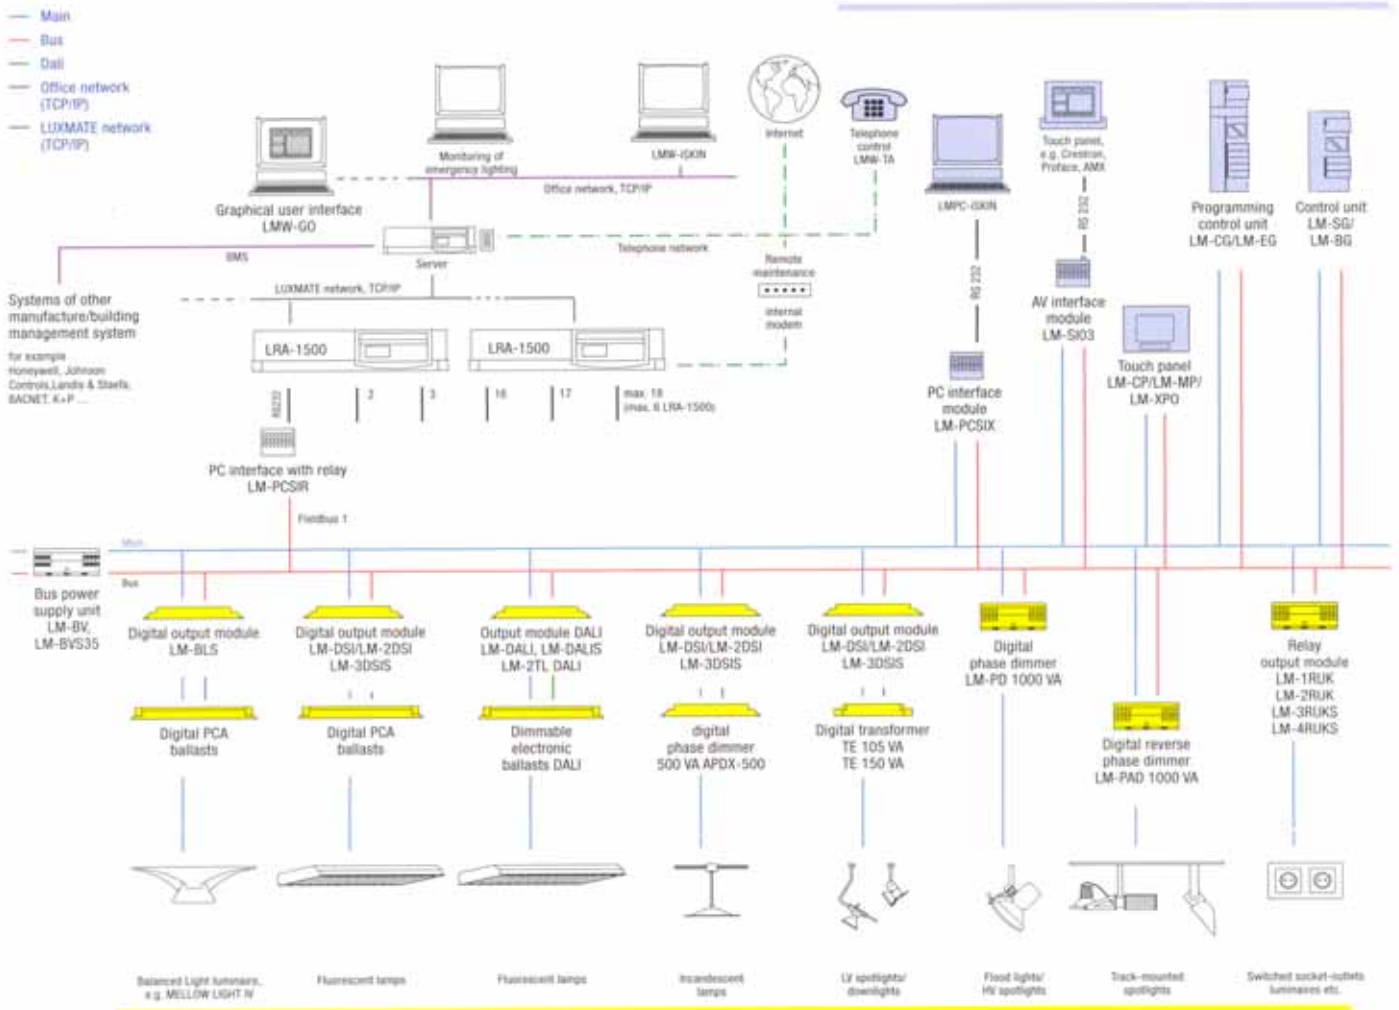 Main
Bus
Dali
Office network
(TCP/IP)
LUXMATE network
(TCP/IP)
Monitoring of
emergency lighting
LMW-iSKIN
Internet
Telephone
control
LMW-TA
Office network, TCP/IP
Graphical user interface
LMW-GO
BMS
Server
Telephone network
Remote
maintenance
internal
modem
LUXMATE network, TCP/IP
Systems of other
manufacture/building
management system
for example
Honeywell, Johnson
Controls, Landis & Staefa,
BACNET, K+P ...
LRA-1500
LRA-1500
RS232
2
3
16
17
max. 18
(max. 6 LRA-1500)
PC interface with relay
LM-PCSIR
Fieldbus 1
LMPC-iSKIN
RS 232
PC interface
module
LM-PCSIX
Touch panel,
e.g. Crestron,
Proface, AMX
RS 232
AV interface
module
LM-SI03
Touch panel
LM-CP/LM-MP/
LM-XPO
Programming
control unit
LM-CG/LM-EG
Control unit
LM-SG/
LM-BG
Main
Bus
Bus power
supply unit
LM-BV,
LM-BVS35
Digital output module
LM-BLS
Digital output module
LM-DSI/LM-2DSI
LM-3DSIS
Output module DALI
LM-DALI, LM-DALIS
LM-2TL DALI
Digital output module
LM-DSI/LM-2DSI
LM-3DSIS
Digital output module
LM-DSI/LM-2DSI
LM-3DSIS
Digital
phase dimmer
LM-PD 1000 VA
Relay
output module
LM-1RUK
LM-2RUK
LM-3RUKS
LM-4RUKS
Digital PCA
ballasts
Digital PCA
ballasts
Dimmable
electronic
ballasts DALI
digital
phase dimmer
500 VA APDX-500
Digital transformer
TE 105 VA
TE 150 VA
Digital reverse
phase dimmer
LM-PAD 1000 VA
Balanced Light luminaire,
e.g. MELLOW LIGHT IV
Fluorescent lamps
Fluorescent lamps
Incandescent
lamps
LV spotlights/
downlights
Flood lights/
HV spotlights
Track-mounted
spotlights
Switched socket-outlets
luminaires etc.